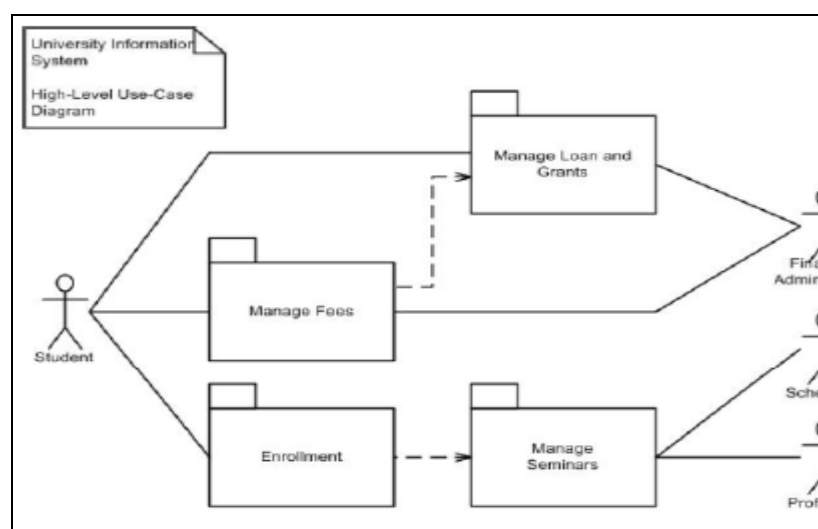 University Information
System
High-Level Use-Case
Diagram
Manage Loan and
Grants
Manage Fees
Student
Enrollment
Manage
Seminars